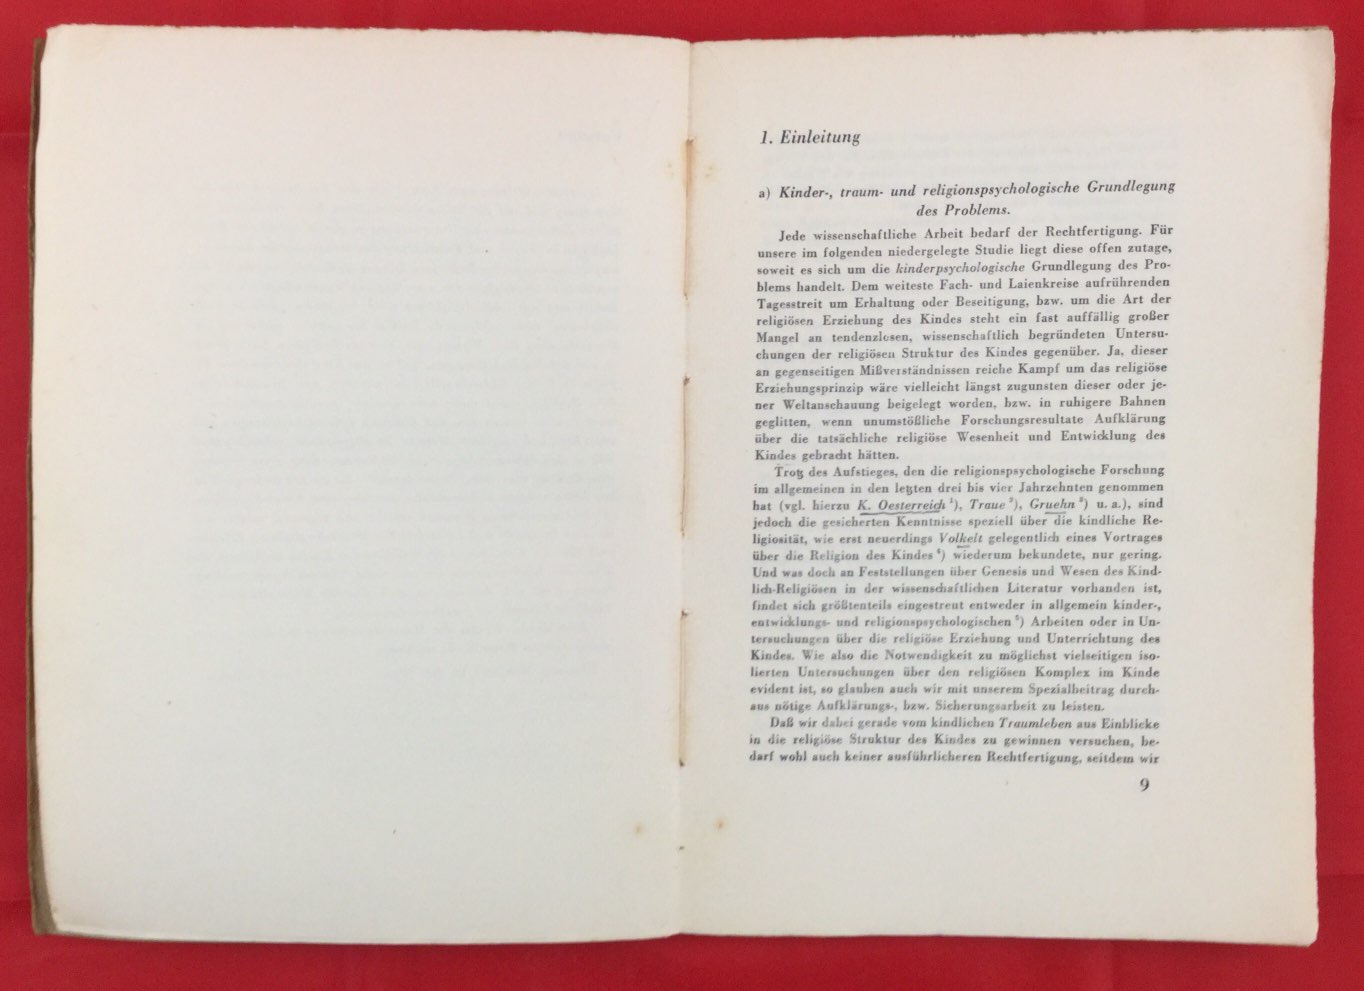 1. Einleitung
a) Kinder-, traum- und religionspsychologische Grundlegung
des Problems.
Jede wissenschaftliche Arbeit bedarf der Rechtfertigung. Für
unsere im folgenden niedergelegte Studie liegt diese offen zutage,
soweit es sich um die kinderpsychologische Grundlegung des Pro-
blems handelt. Dem weiteste Fach- und Laienkreise aufrührenden
Tagesstreit um Erhaltung oder Beseitigung, bzw. um die Art der
religiösen Erziehung des Kindes steht ein fast auffällig großer
Mangel an tendenzlosen, wissenschaftlich begründeten Untersu-
chungen der religiösen Struktur des Kindes gegenüber. Ja, dieser
an gegenseitigen Mißverständnissen reiche Kampf um das religiöse
Erziehungsprinzip wäre vielleicht längst zugunsten dieser oder je-
ner Weltanschauung beigelegt worden, bzw. in ruhigere Bahnen
geglitten, wenn unumstößliche Forschungsresultate Aufklärung
über die tatsächliche religiöse Wesenheit und Entwicklung des
Kindes gebracht hätten.
Trotz des Aufstieges, den die religionspsychologische Forschung
im allgemeinen in den letzten drei bis vier Jahrzehnten genommen
hat (vgl. hierzu K. Oesterreich ¹), Traue ²), Gruehn ³) u. a.), sind
jedoch die gesicherten Kenntnisse speziell über die kindliche Re-
ligiosität, wie erst neuerdings Volkelt gelegentlich eines Vortrages
über die Religion des Kindes ⁴) wiederum bekundete, nur gering.
Und was doch an Feststellungen über Genesis und Wesen des Kind-
lich-Religiösen in der wissenschaftlichen Literatur vorhanden ist,
findet sich größtenteils eingestreut entweder in allgemein kinder-,
entwicklungs- und religionspsychologischen ⁵) Arbeiten oder in Un-
tersuchungen über die religiöse Erziehung und Unterrichtung des
Kindes. Wie also die Notwendigkeit zu möglichst vielseitigen iso-
lierten Untersuchungen über den religiösen Komplex im Kinde
evident ist, so glauben auch wir mit unserem Spezialbeitrag durch-
aus nötige Aufklärungs-, bzw. Sicherungsarbeit zu leisten.
Daß wir dabei gerade vom kindlichen Traumleben aus Einblicke
in die religiöse Struktur des Kindes zu gewinnen versuchen, be-
darf wohl auch keiner ausführlicheren Rechtfertigung, seitdem wir
9